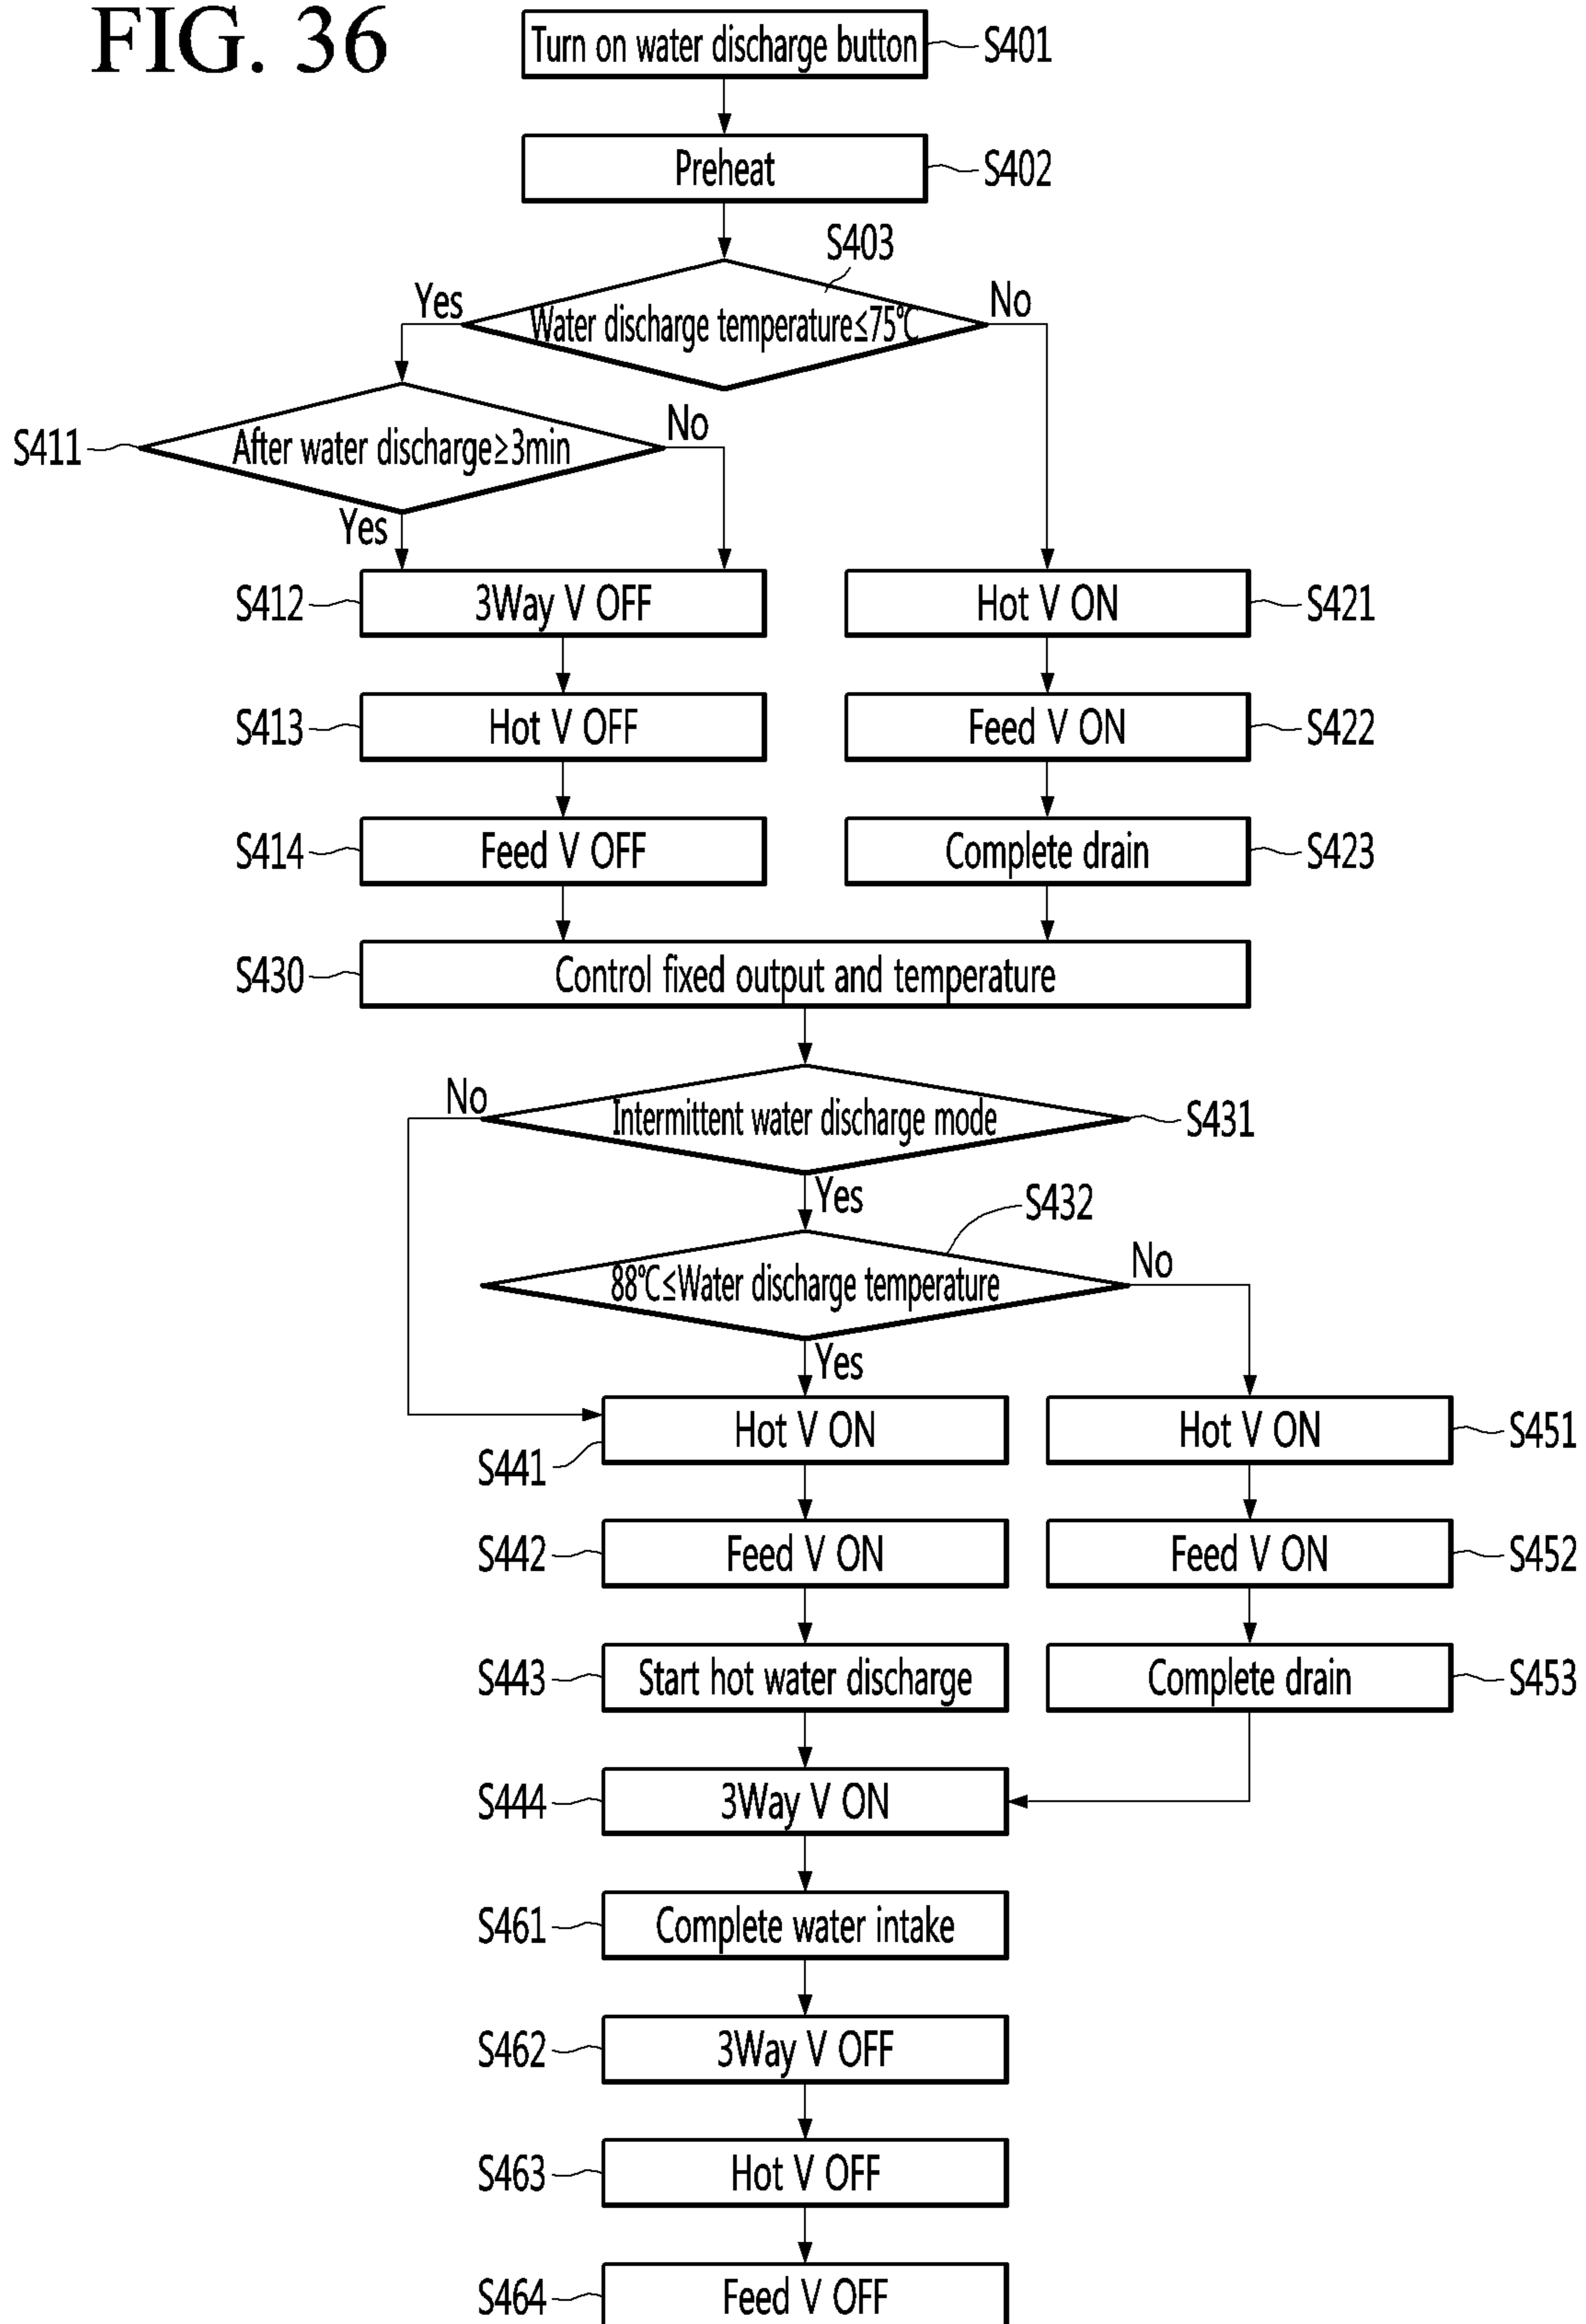 FIG. 36
Turn on water discharge button
S401
Preheat
S402
S403
Yes
Water discharge temperature≤75℃
No
S411
After water discharge≥3min
No
Yes
S412
3Way V OFF
Hot V ON
S421
S413
Hot V OFF
Feed V ON
S422
S414
Feed V OFF
Complete drain
S423
S430
Control fixed output and temperature
No
Intermittent water discharge mode
S431
Yes
S432
88℃≤Water discharge temperature
No
Yes
Hot V ON
S441
Hot V ON
S451
S442
Feed V ON
Feed V ON
S452
S443
Start hot water discharge
Complete drain
S453
S444
3Way V ON
S461
Complete water intake
S462
3Way V OFF
S463
Hot V OFF
S464
Feed V OFF